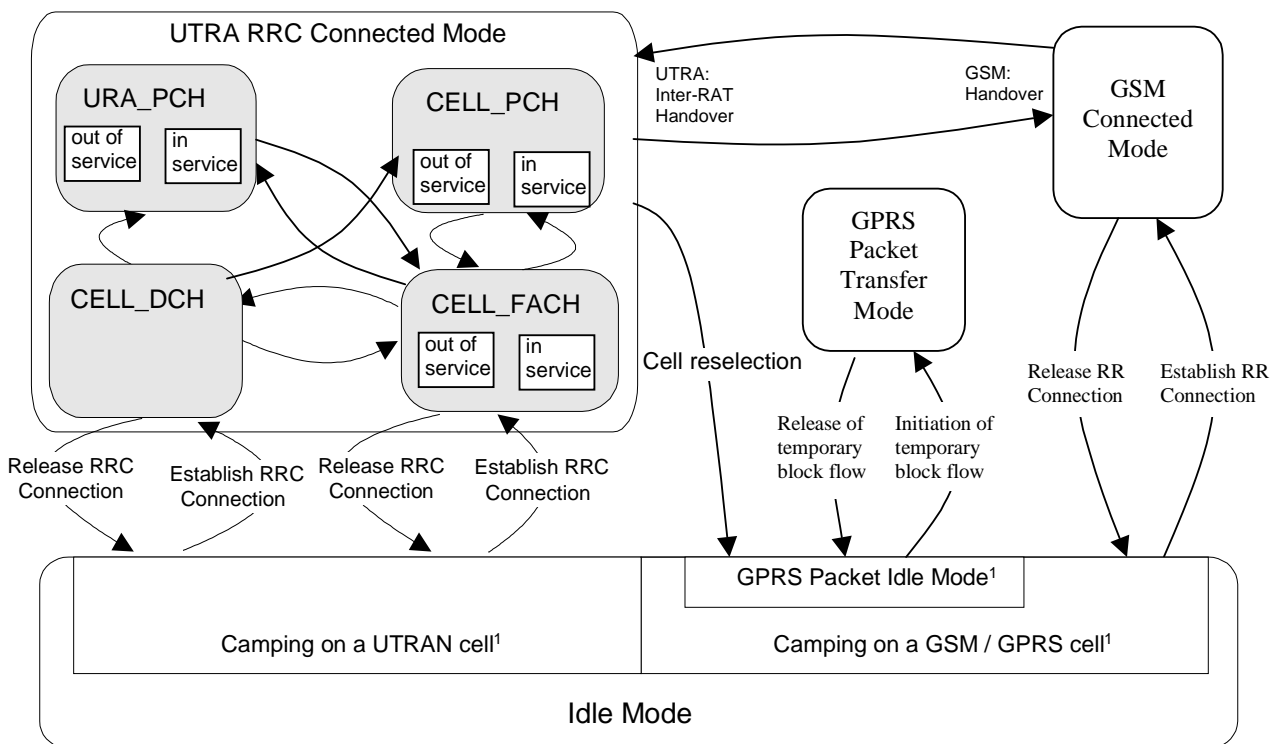 UTRA RRC Connected Mode
URA_PCH
out of
service
in
service
CELL_PCH
out of
service
in
service
CELL_DCH
CELL_FACH
out of
service
in
service
UTRA:
Inter-RAT
Handover
GSM:
Handover
GSM
Connected
Mode
GPRS
Packet
Transfer
Mode
Cell reselection
Release of
temporary
block flow
Initiation of
temporary
block flow
Release RR
Connection
Establish RR
Connection
Release RRC
Connection
Establish RRC
Connection
Release RRC
Connection
Establish RRC
Connection
GPRS Packet Idle Mode¹
Camping on a UTRAN cell¹
Camping on a GSM / GPRS cell¹
Idle Mode